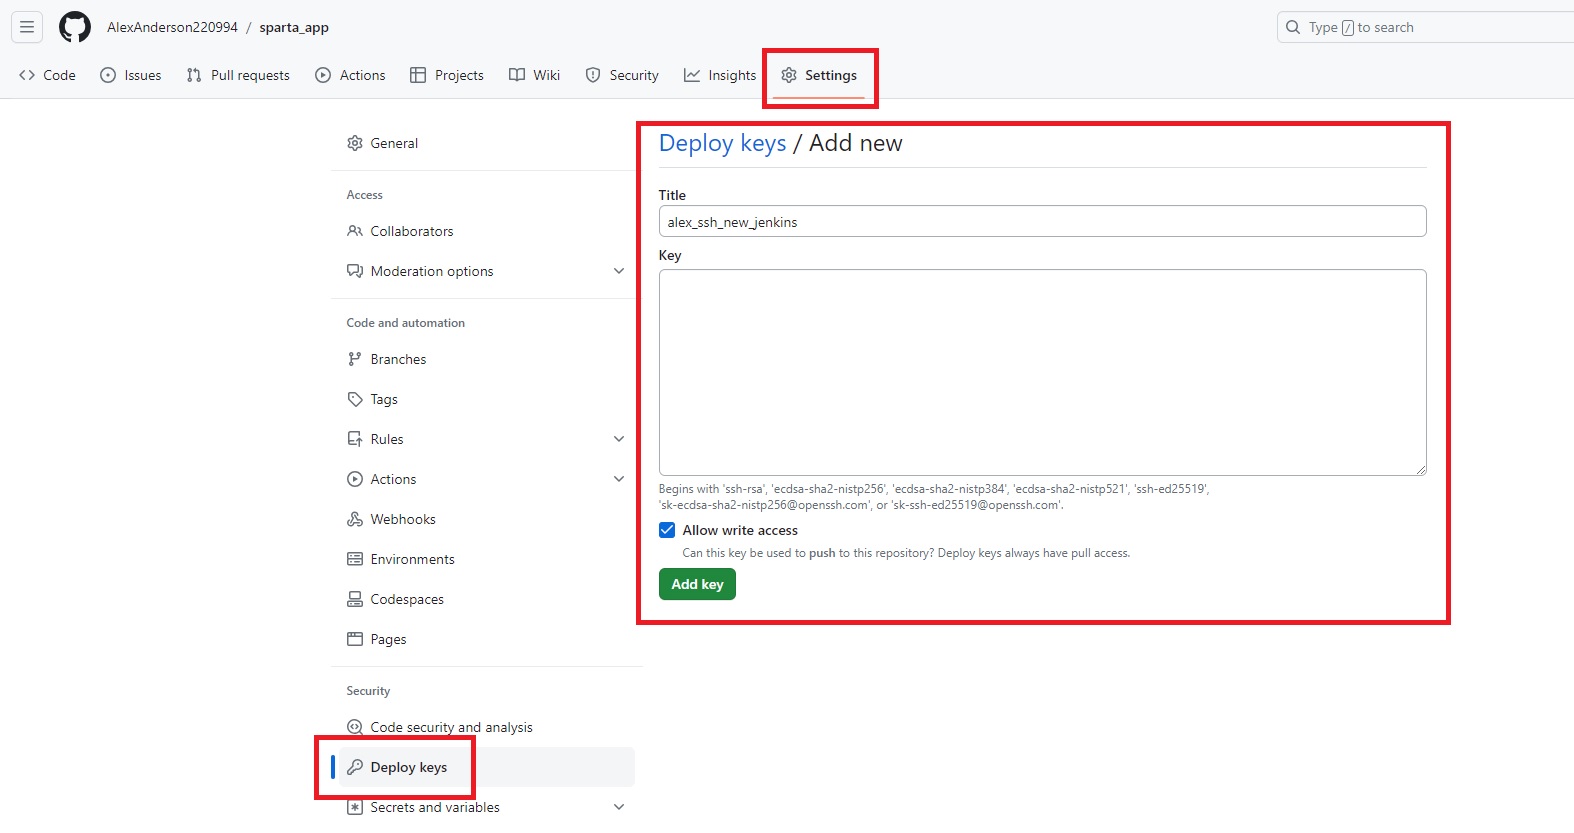 AlexAnderson220994 / sparta_app
Type / to search
Code Issues Pull requests Actions Projects Wiki Security Insights Settings
General
Access
Collaborators
Moderation options
Code and automation
Branches
Tags
Rules
Actions
Webhooks
Environments
Codespaces
Pages
Security
Code security and analysis
Deploy keys
Secrets and variables
Deploy keys / Add new
Title
alex_ssh_new_jenkins
Key
Begins with 'ssh-rsa', 'ecdsa-sha2-nistp256', 'ecdsa-sha2-nistp384', 'ecdsa-sha2-nistp521', 'ssh-ed25519',
'sk-ecdsa-sha2-nistp256@openssh.com', or 'sk-ssh-ed25519@openssh.com'.
Allow write access
Can this key be used to push to this repository? Deploy keys always have pull access.
Add key